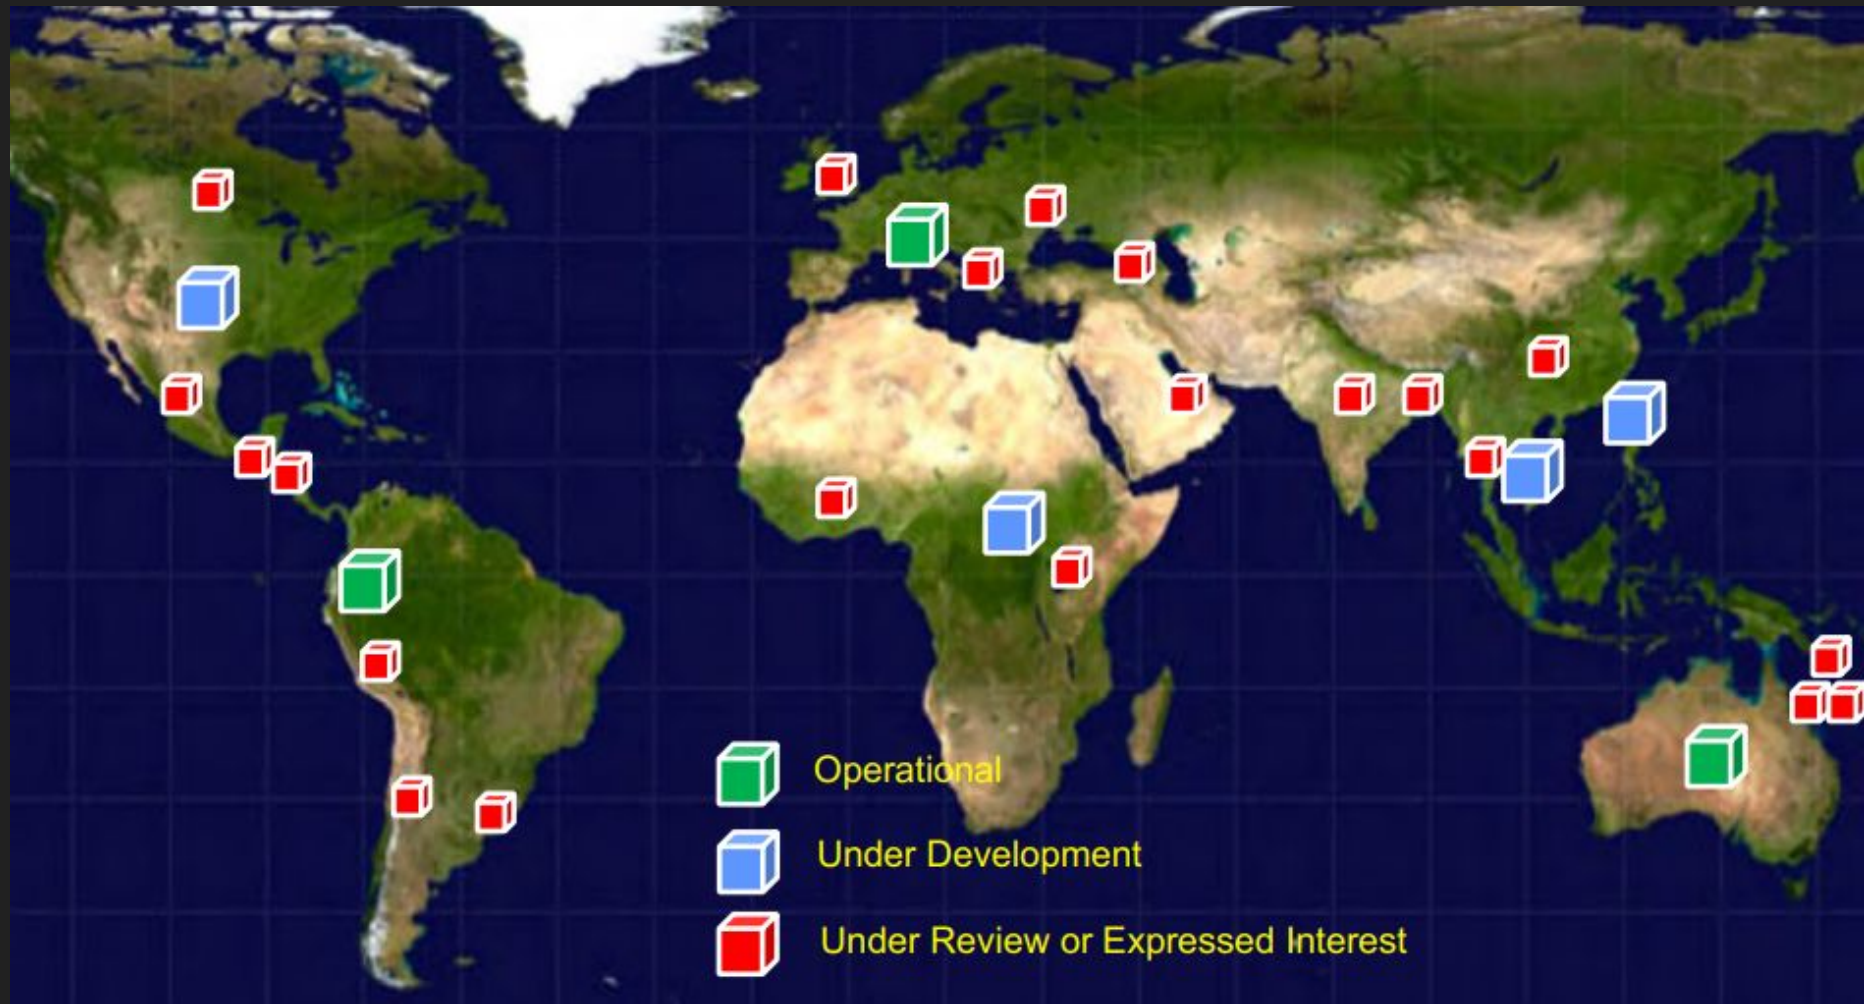 Operational
Under Development
Under Review or Expressed Interest